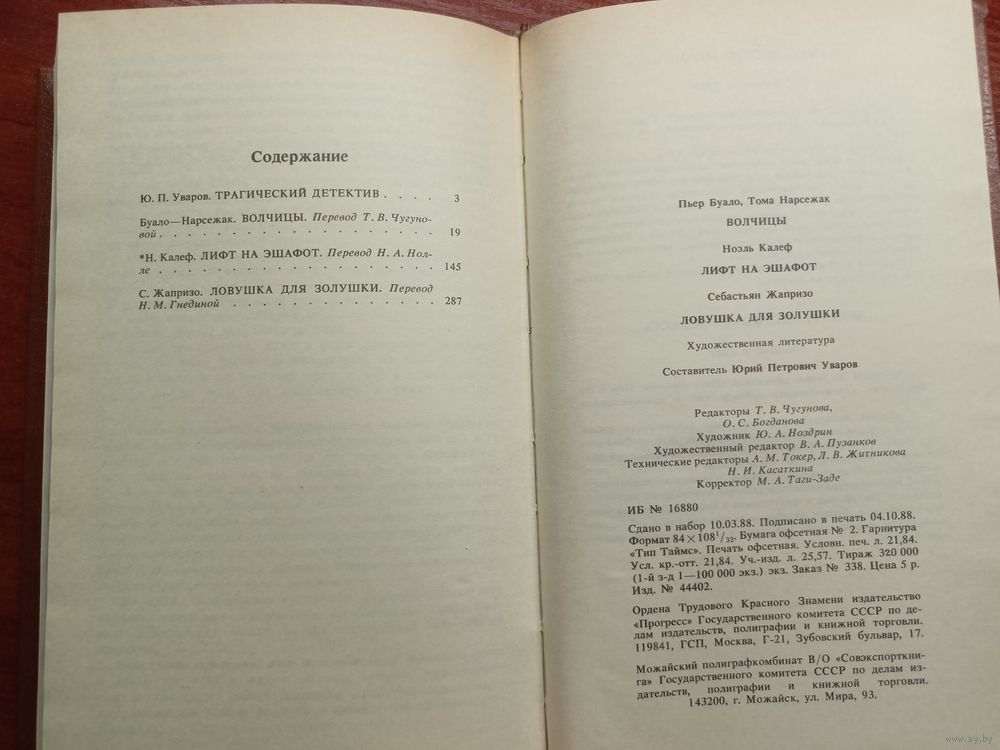 Содержание
Ю. П. Уваров. ТРАГИЧЕСКИЙ ДЕТЕКТИВ . . . . 3
Буало—Нарсежак. ВОЛЧИЦЫ. Перевод Т. В. Чугуно-
вой . . . . . . . . . . . . . . . 19
*Н. Калеф. ЛИФТ НА ЭШАФОТ. Перевод Н. А. Нол-
ле . . . . . . . . . . . . . . . 145
С. Жапризо. ЛОВУШКА ДЛЯ ЗОЛУШКИ. Перевод
Н. М. Гнединой . . . . . . . . . . . 287
Пьер Буало, Тома Нарсежак
ВОЛЧИЦЫ
Ноэль Калеф
ЛИФТ НА ЭШАФОТ
Себастьян Жапризо
ЛОВУШКА ДЛЯ ЗОЛУШКИ
Художественная литература
Составитель Юрий Петрович Уваров
Редакторы Т. В. Чугунова,
О. С. Богданова
Художник Ю. А. Ноздрин
Художественный редактор В. А. Пузанков
Технические редакторы А. М. Токер, Л. В. Житникова
Н. И. Касаткина
Корректор М. А. Таги-Заде
ИБ № 16880
Сдано в набор 10.03.88. Подписано в печать 04.10.88.
Формат 84×108¹/₃₂. Бумага офсетная № 2. Гарнитура
«Тип Таймс». Печать офсетная. Условн. печ. л. 21,84.
Усл. кр.-отт. 21,84. Уч.-изд. л. 25,57. Тираж 320 000
(1-й з-д 1—100 000 экз.) экз. Заказ № 338. Цена 5 р.
Изд. № 44402.
Ордена Трудового Красного Знамени издательство
«Прогресс» Государственного комитета СССР по де-
лам издательств, полиграфии и книжной торговли.
119841, ГСП, Москва, Г-21, Зубовский бульвар, 17.
Можайский полиграфкомбинат В/О «Совэкспорткни-
га» Государственного комитета СССР по делам из-
дательств, полиграфии и книжной торговли.
143200, г. Можайск, ул. Мира, 93.
www.ay.by